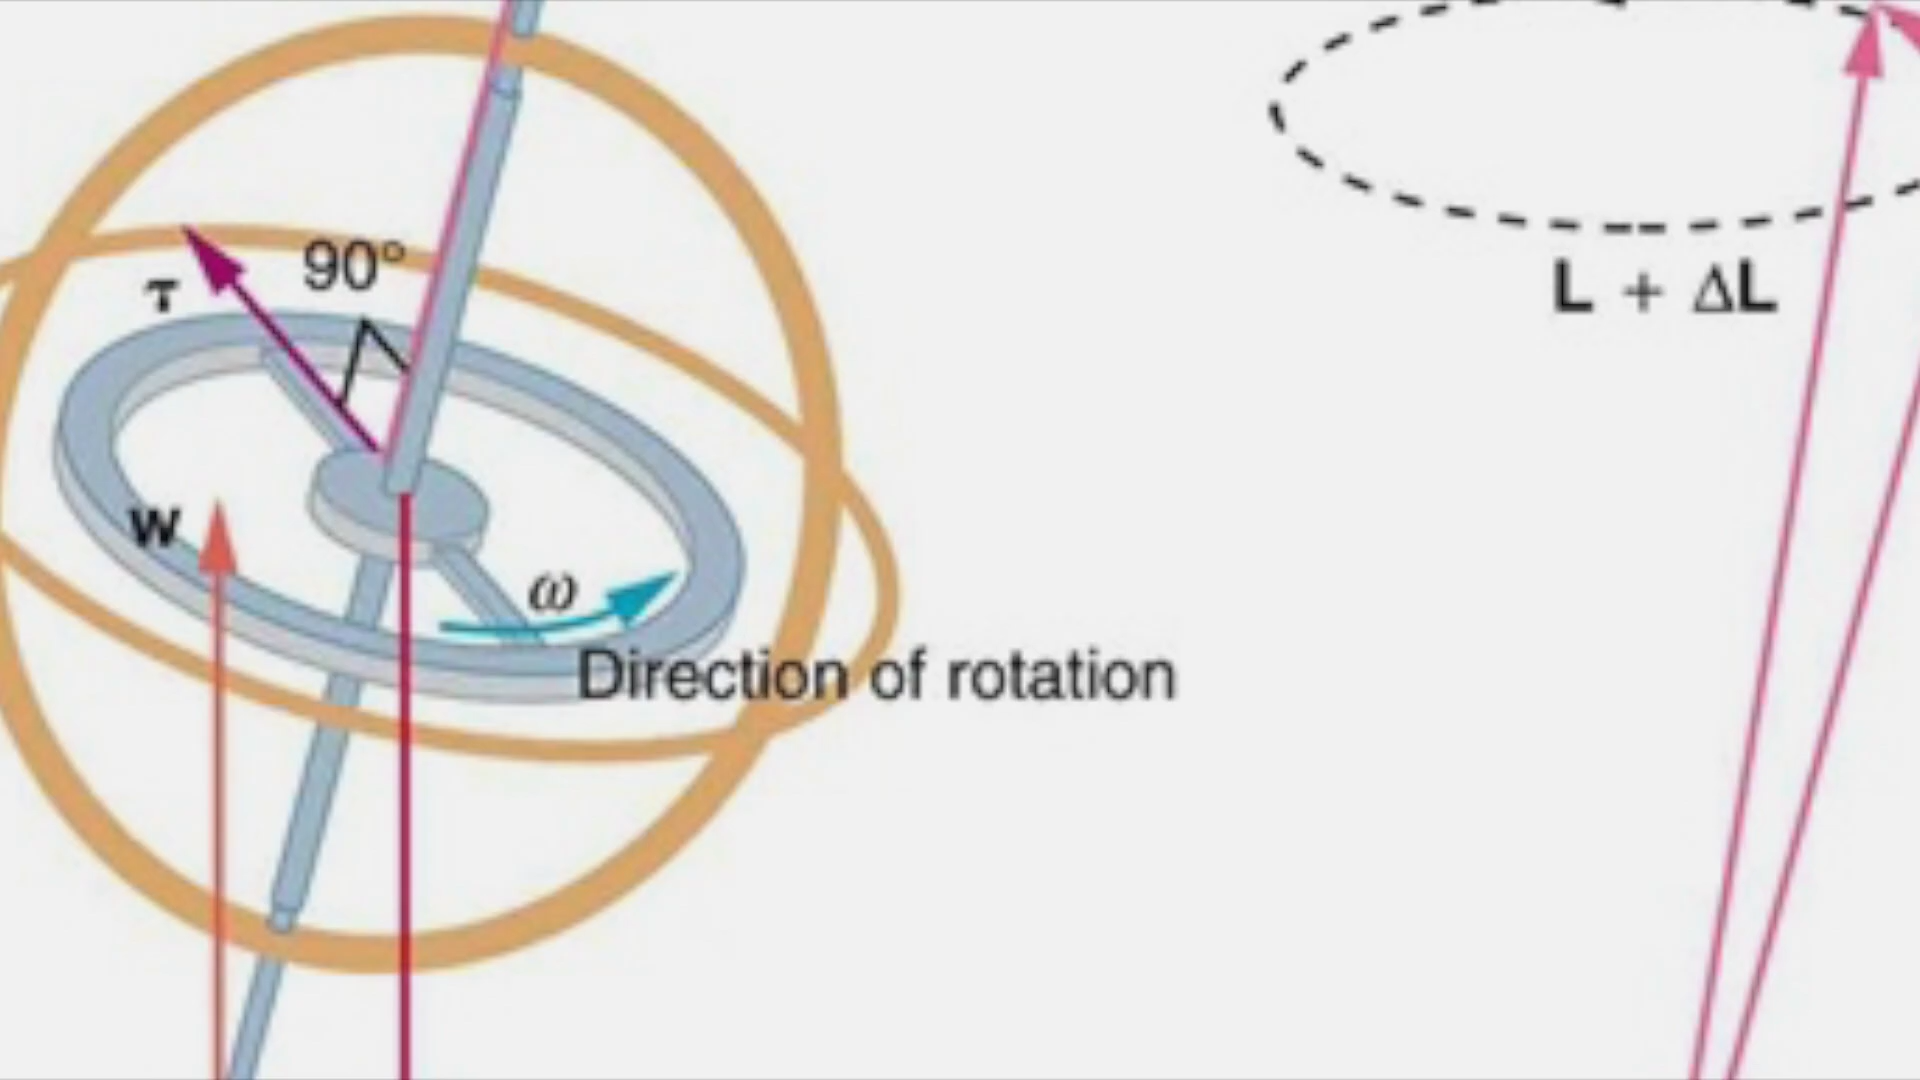 90°
τ
L + ΔL
w
ω
Direction of rotation